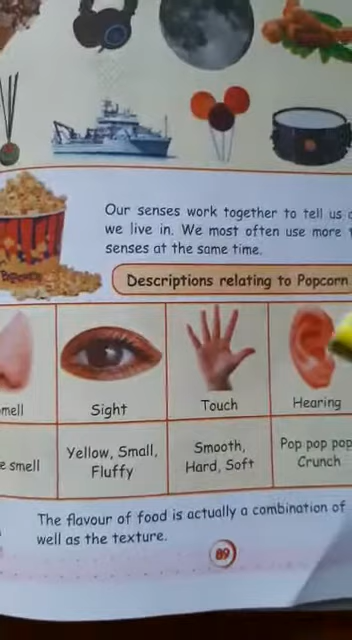 Our senses work together to tell us
we live in. We most often use more
senses at the same time.
Popcorn
Descriptions relating to Popcorn
Sight
Touch
Hearing
smell
Yellow, Small,
Fluffy
Smooth,
Hard, Soft
Pop pop pop
Crunch
The flavour of food is actually a combination of
well as the texture.
89